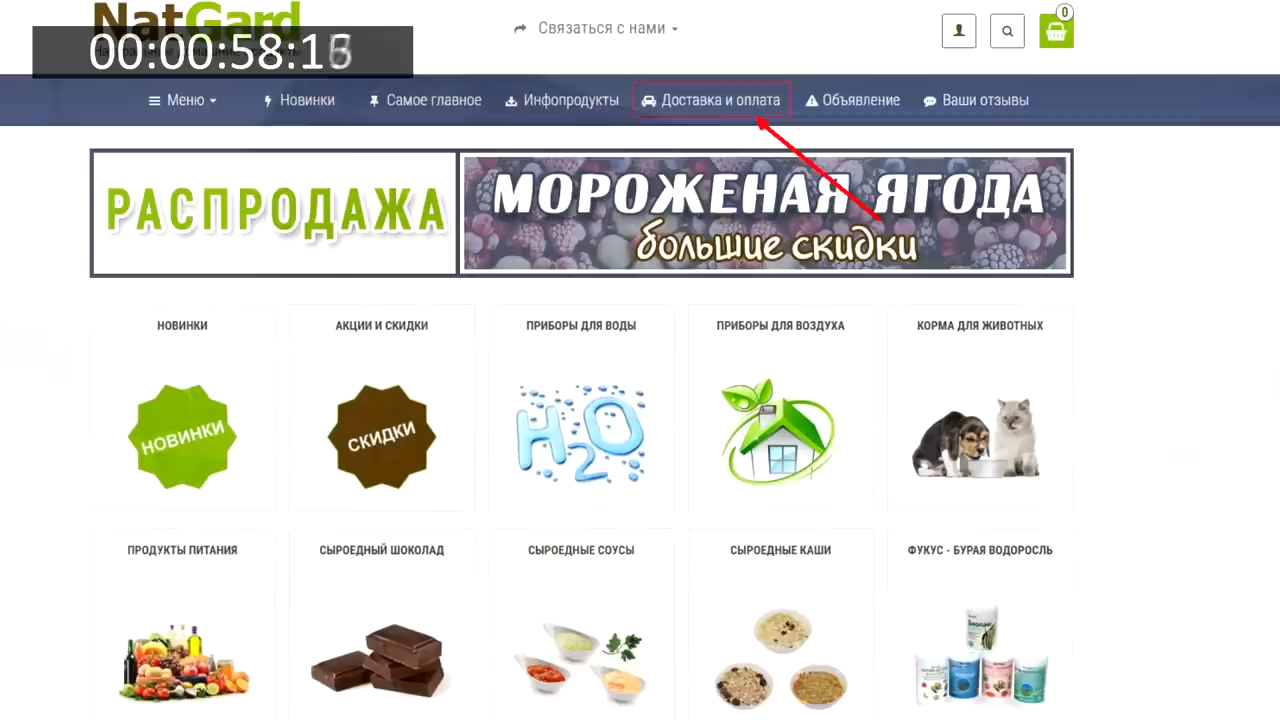 NatGard
Связаться с нами
0
00:00:58:1
Меню
Новинки
Самое главное
Инфопродукты
Доставка и оплата
Объявление
Ваши отзывы
РАСПРОДАЖА
МОРОЖЕНАЯ ЯГОДА
большие скидки
НОВИНКИ
АКЦИИ И СКИДКИ
ПРИБОРЫ ДЛЯ ВОДЫ
ПРИБОРЫ ДЛЯ ВОЗДУХА
КОРМА ДЛЯ ЖИВОТНЫХ
НОВИНКИ
СКИДКИ
H2O
ПРОДУКТЫ ПИТАНИЯ
СЫРОЕДНЫЙ ШОКОЛАД
СЫРОЕДНЫЕ СОУСЫ
СЫРОЕДНЫЕ КАШИ
ФУКУС - БУРАЯ ВОДОРОСЛЬ